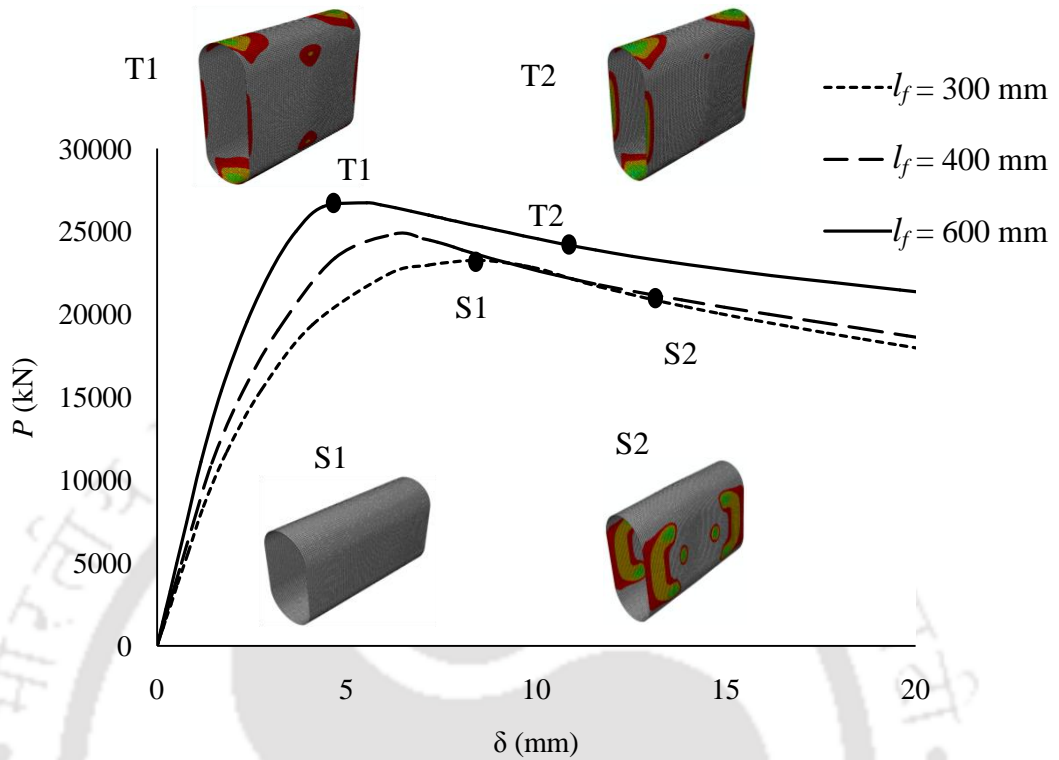 T1
T2
l_f = 300 mm
l_f = 400 mm
l_f = 600 mm
30000
25000
20000
15000
10000
5000
0
P (kN)
T1
T2
S1
S2
S1
S2
0
5
10
15
20
δ (mm)